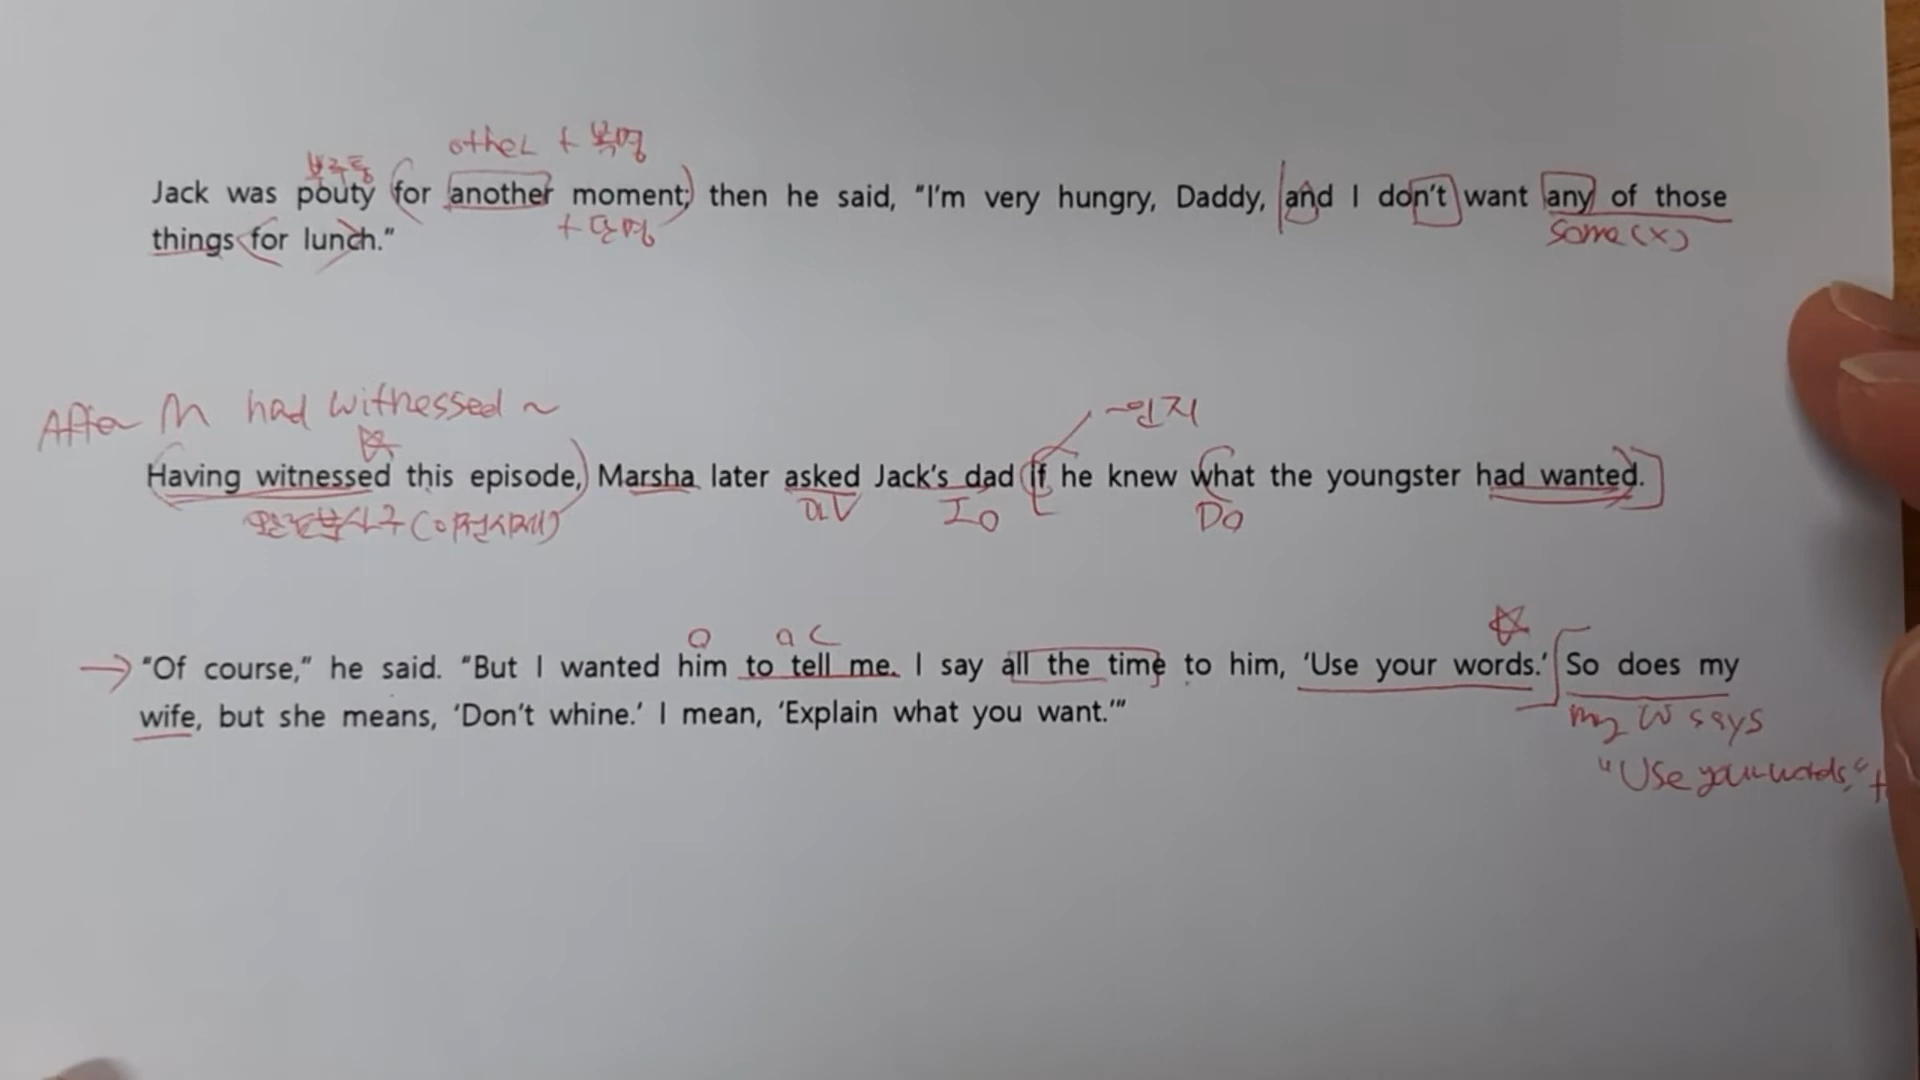 other + 복명
뾰루퉁
Jack was pouty for another moment; then he said, “I’m very hungry, Daddy, and I don’t want any of those
+ 단명
some(x)
things for lunch.”
After M had witnessed ~
~인지
Having witnessed this episode, Marsha later asked Jack’s dad if he knew what the youngster had wanted.
완료분사구(이전시제)
IO
DO
O
“Of course,” he said. “But I wanted him to tell me. I say all the time to him, ‘Use your words.’ So does my
wife, but she means, ‘Don’t whine.’ I mean, ‘Explain what you want.’”
my w says
"Use your words,"